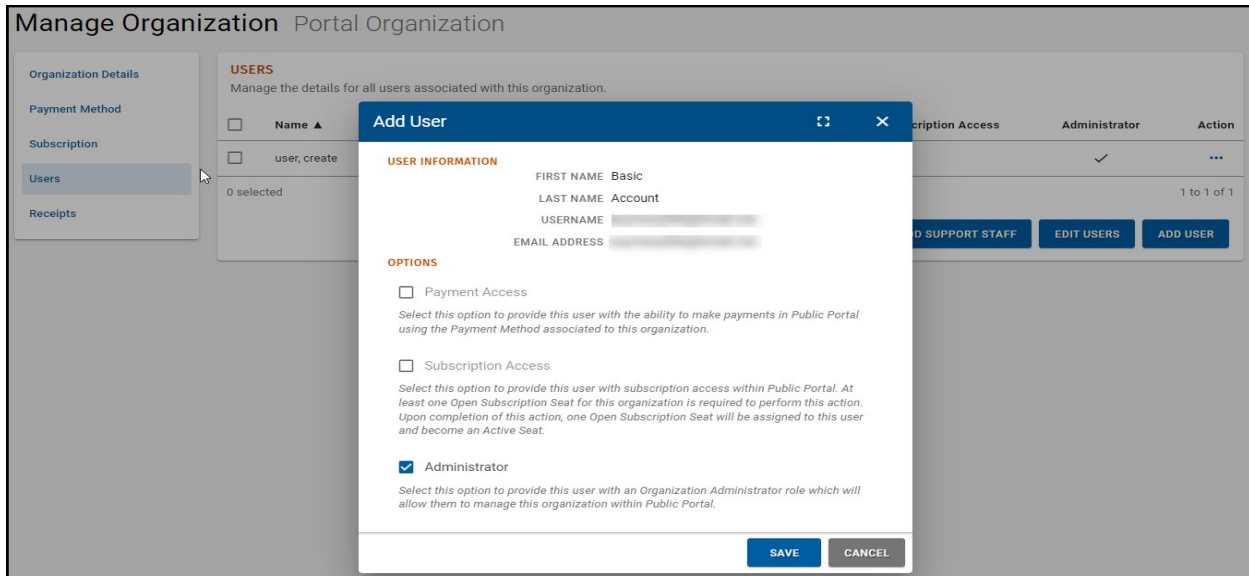 Manage Organization Portal Organization
Organization Details
Payment Method
Subscription
Users
Receipts
USERS
Manage the details for all users associated with this organization.
Name ▲
cription Access
Administrator
Action
user, create
0 selected
1 to 1 of 1
D SUPPORT STAFF
EDIT USERS
ADD USER
Add User
USER INFORMATION
FIRST NAME Basic
LAST NAME Account
USERNAME
EMAIL ADDRESS
OPTIONS
Payment Access
Select this option to provide this user with the ability to make payments in Public Portal
using the Payment Method associated to this organization.
Subscription Access
Select this option to provide this user with subscription access within Public Portal. At
least one Open Subscription Seat for this organization is required to perform this action.
Upon completion of this action, one Open Subscription Seat will be assigned to this user
and become an Active Seat.
Administrator
Select this option to provide this user with an Organization Administrator role which will
allow them to manage this organization within Public Portal.
SAVE
CANCEL